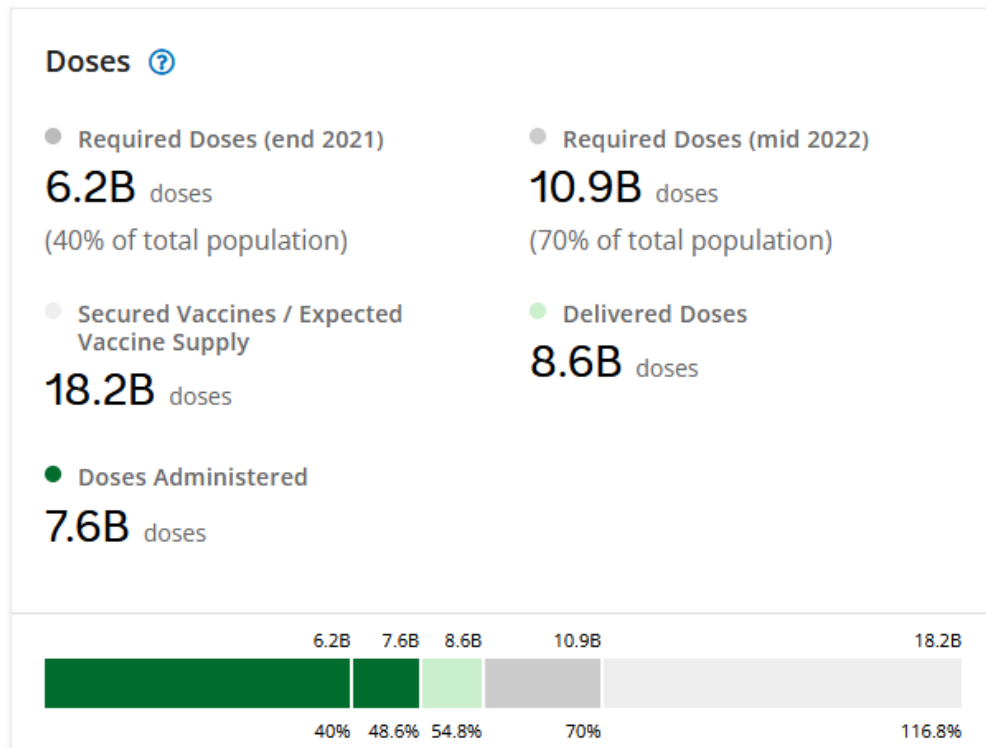 Doses ?
Required Doses (end 2021)
6.2B doses
(40% of total population)
Required Doses (mid 2022)
10.9B doses
(70% of total population)
Secured Vaccines / Expected
Vaccine Supply
18.2B doses
Delivered Doses
8.6B doses
Doses Administered
7.6B doses
6.2B 7.6B 8.6B 10.9B 18.2B
40% 48.6% 54.8% 70% 116.8%